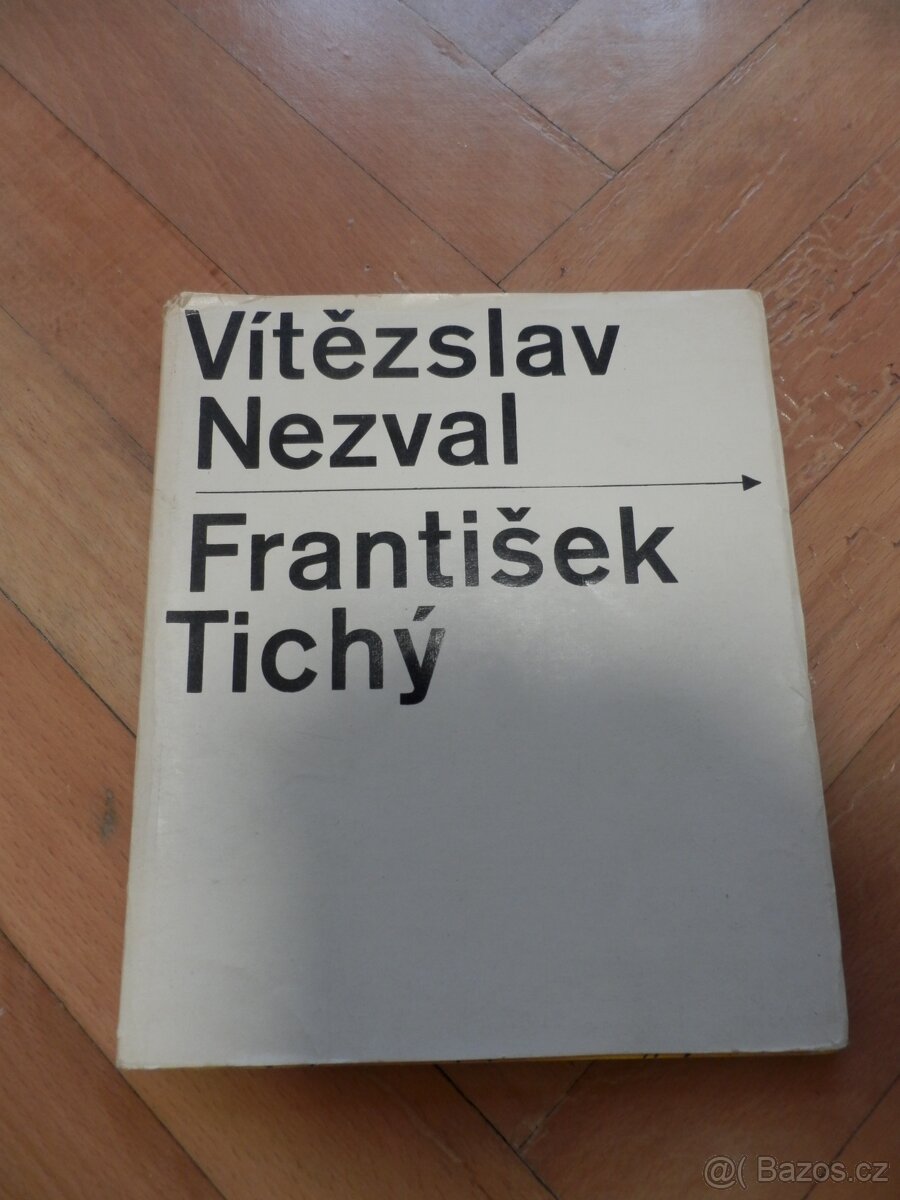 Vítězslav
Nezval
František
Tichý
@( Bazos.cz